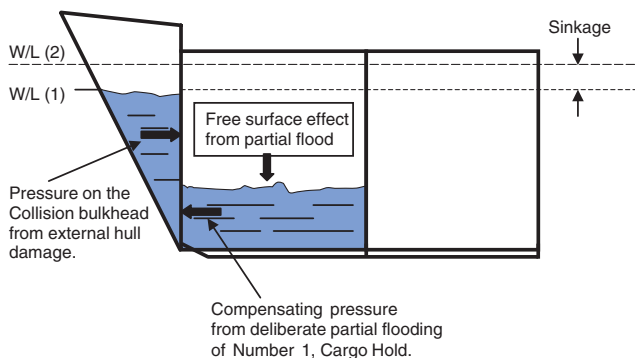 Sinkage
W/L (2)
W/L (1)
Free surface effect
from partial flood
Pressure on the
Collision bulkhead
from external hull
damage.
Compensating pressure
from deliberate partial flooding
of Number 1, Cargo Hold.